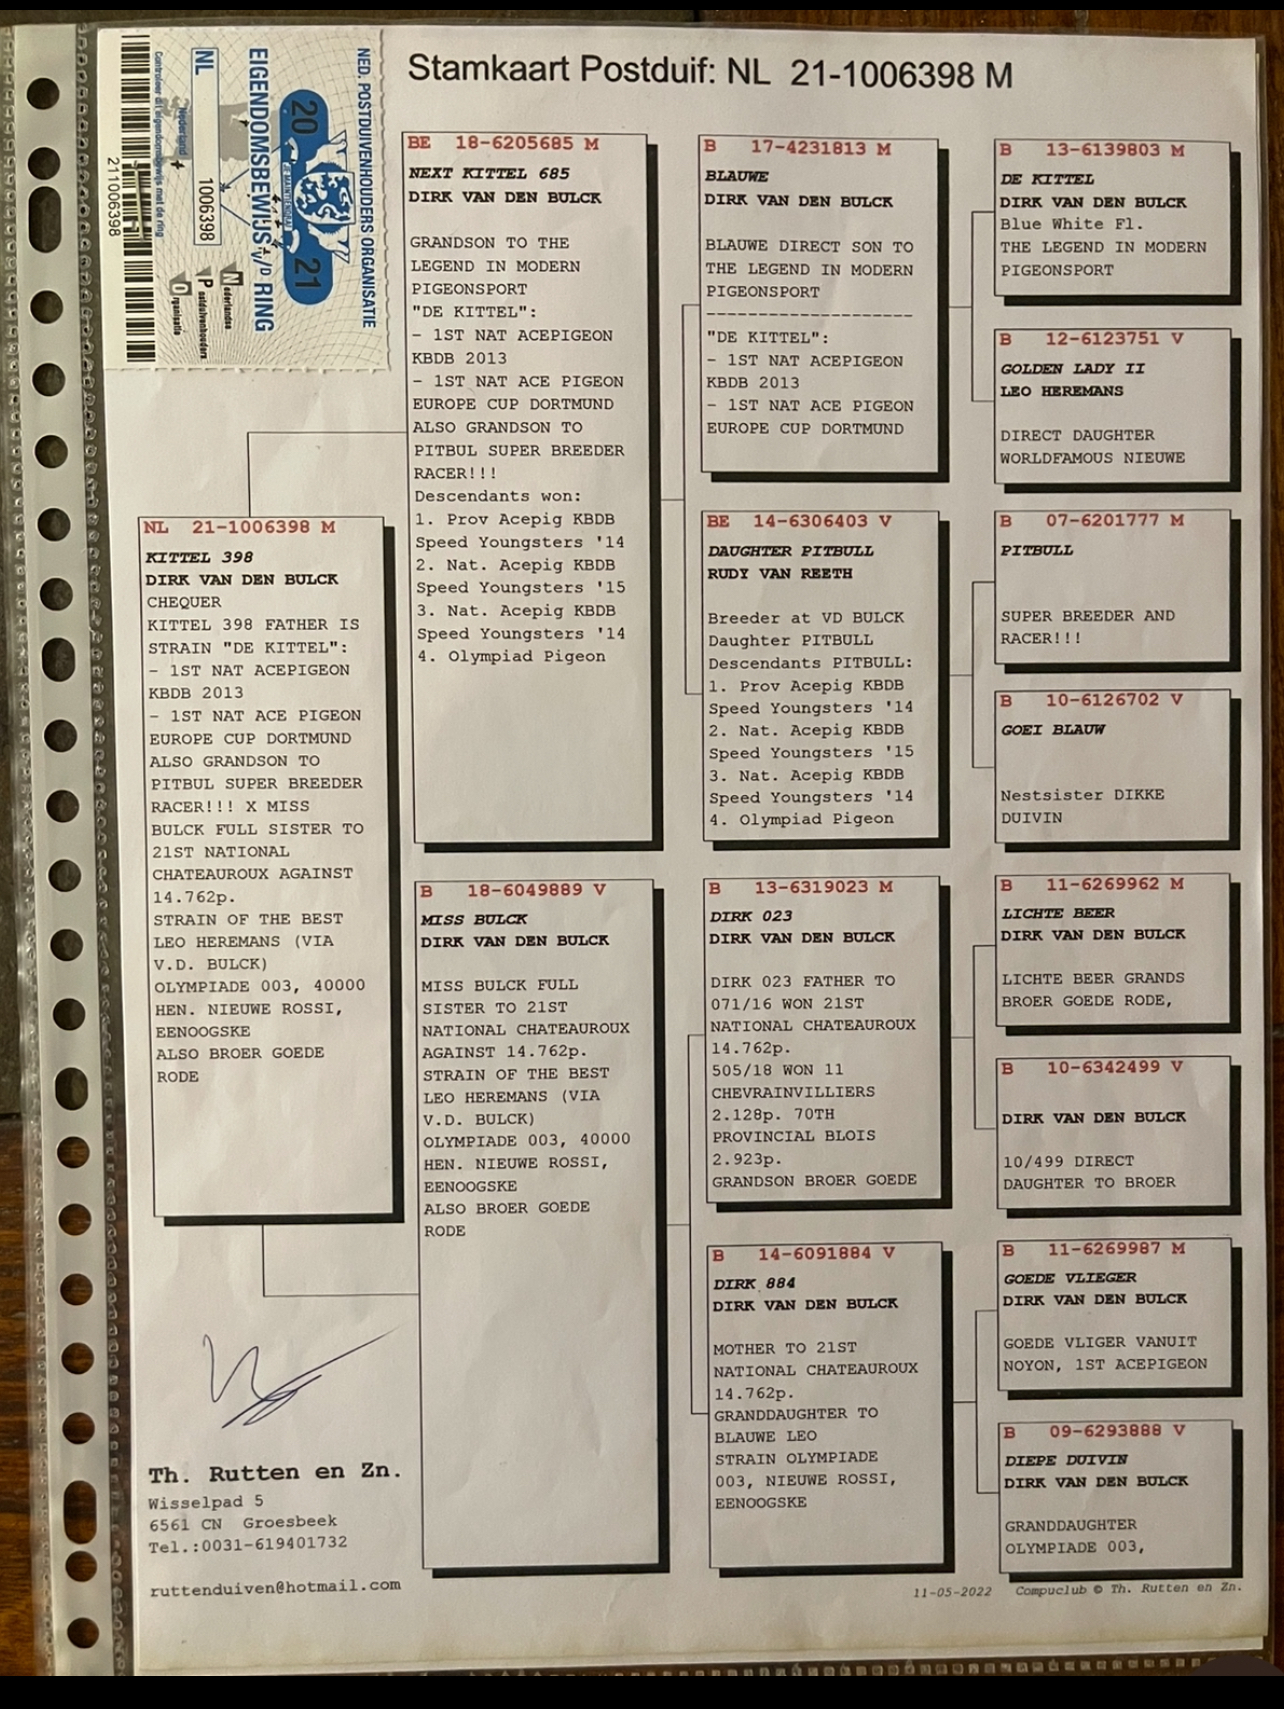 Stamkaart Postduif: NL 21-1006398 M
NED. POSTDUIVENHOUDERS ORGANISATIE
20
21
EIGENDOMSBEWIJS v/D RING
Nederlandse
Postduivenhouders
Organisatie
NL
1006398
Nederland
Controleer dit eigendomsbewijs met de ring
211006398
NL 21-1006398 M
KITTEL 398
DIRK VAN DEN BULCK
CHEQUER
KITTEL 398 FATHER IS
STRAIN "DE KITTEL":
- 1ST NAT ACEPIGEON
KBDB 2013
- 1ST NAT ACE PIGEON
EUROPE CUP DORTMUND
ALSO GRANDSON TO
PITBUL SUPER BREEDER
RACER!!! X MISS
BULCK FULL SISTER TO
21ST NATIONAL
CHATEAUROUX AGAINST
14.762p.
STRAIN OF THE BEST
LEO HEREMANS (VIA
V.D. BULCK)
OLYMPIADE 003, 40000
HEN. NIEUWE ROSSI,
EENOOGSKE
ALSO BROER GOEDE
RODE
BE 18-6205685 M
NEXT KITTEL 685
DIRK VAN DEN BULCK
GRANDSON TO THE
LEGEND IN MODERN
PIGEONSPORT
"DE KITTEL":
- 1ST NAT ACEPIGEON
KBDB 2013
- 1ST NAT ACE PIGEON
EUROPE CUP DORTMUND
ALSO GRANDSON TO
PITBUL SUPER BREEDER
RACER!!!
Descendants won:
1. Prov Acepig KBDB
Speed Youngsters '14
2. Nat. Acepig KBDB
Speed Youngsters '15
3. Nat. Acepig KBDB
Speed Youngsters '14
4. Olympiad Pigeon
B 18-6049889 V
MISS BULCK
DIRK VAN DEN BULCK
MISS BULCK FULL
SISTER TO 21ST
NATIONAL CHATEAUROUX
AGAINST 14.762p.
STRAIN OF THE BEST
LEO HEREMANS (VIA
V.D. BULCK)
OLYMPIADE 003, 40000
HEN. NIEUWE ROSSI,
EENOOGSKE
ALSO BROER GOEDE
RODE
B 17-4231813 M
BLAUWE
DIRK VAN DEN BULCK
BLAUWE DIRECT SON TO
THE LEGEND IN MODERN
PIGEONSPORT
--------------------
"DE KITTEL":
- 1ST NAT ACEPIGEON
KBDB 2013
- 1ST NAT ACE PIGEON
EUROPE CUP DORTMUND
BE 14-6306403 V
DAUGHTER PITBULL
RUDY VAN REETH
Breeder at VD BULCK
Daughter PITBULL
Descendants PITBULL:
1. Prov Acepig KBDB
Speed Youngsters '14
2. Nat. Acepig KBDB
Speed Youngsters '15
3. Nat. Acepig KBDB
Speed Youngsters '14
4. Olympiad Pigeon
B 13-6319023 M
DIRK 023
DIRK VAN DEN BULCK
DIRK 023 FATHER TO
071/16 WON 21ST
NATIONAL CHATEAUROUX
14.762p.
505/18 WON 11
CHEVRAINVILLIERS
2.128p. 70TH
PROVINCIAL BLOIS
2.923p.
GRANDSON BROER GOEDE
B 14-6091884 V
DIRK 884
DIRK VAN DEN BULCK
MOTHER TO 21ST
NATIONAL CHATEAUROUX
14.762p.
GRANDDAUGHTER TO
BLAUWE LEO
STRAIN OLYMPIADE
003, NIEUWE ROSSI,
EENOOGSKE
B 13-6139803 M
DE KITTEL
DIRK VAN DEN BULCK
Blue White Fl.
THE LEGEND IN MODERN
PIGEONSPORT
B 12-6123751 V
GOLDEN LADY II
LEO HEREMANS
DIRECT DAUGHTER
WORLDFAMOUS NIEUWE
B 07-6201777 M
PITBULL
SUPER BREEDER AND
RACER!!!
B 10-6126702 V
GOEI BLAUW
Nestsister DIKKE
DUIVIN
B 11-6269962 M
LICHTE BEER
DIRK VAN DEN BULCK
LICHTE BEER GRANDS
BROER GOEDE RODE,
B 10-6342499 V
DIRK VAN DEN BULCK
10/499 DIRECT
DAUGHTER TO BROER
B 11-6269987 M
GOEDE VLIEGER
DIRK VAN DEN BULCK
GOEDE VLIGER VANUIT
NOYON, 1ST ACEPIGEON
B 09-6293888 V
DIEPE DUIVIN
DIRK VAN DEN BULCK
GRANDDAUGHTER
OLYMPIADE 003,
Th. Rutten en Zn.
Wisselpad 5
6561 CN Groesbeek
Tel.:0031-619401732
ruttenduiven@hotmail.com
11-05-2022 Compuclub © Th. Rutten en Zn.